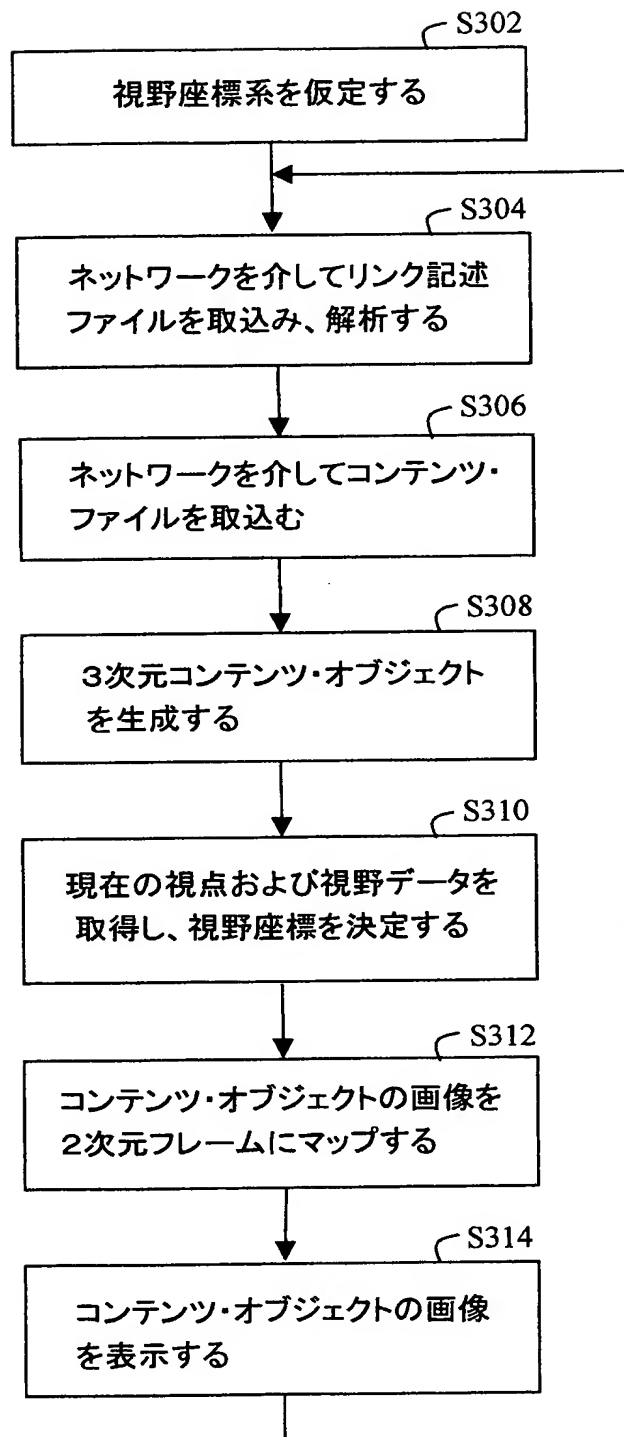 S302
視野座標系を仮定する
S304
ネットワークを介してリンク記述
ファイルを取込み、解析する
S306
ネットワークを介してコンテンツ・
ファイルを取込む
S308
3次元コンテンツ・オブジェクト
を生成する
S310
現在の視点および視野データを
取得し、視野座標を決定する
S312
コンテンツ・オブジェクトの画像を
2次元フレームにマップする
S314
コンテンツ・オブジェクトの画像
を表示する